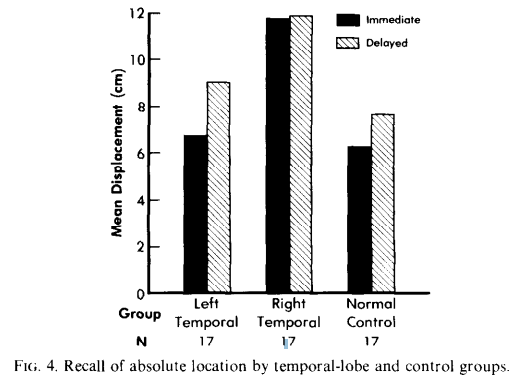 Mean Displacement (cm)
12
10
8
6
4
2
0
Immediate
Delayed
Group
Left Temporal
Right Temporal
Normal Control
N
17
17
17
FIG. 4. Recall of absolute location by temporal-lobe and control groups.